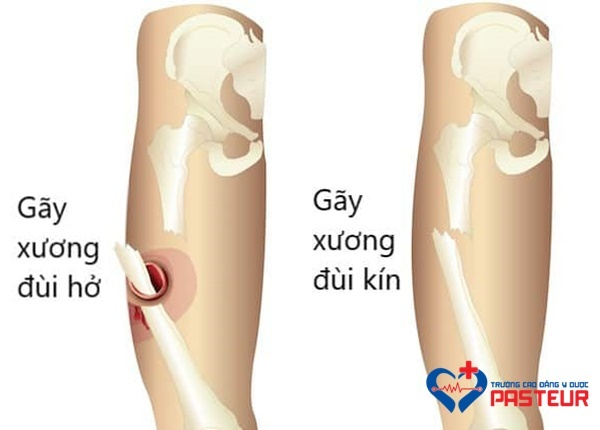 Gãy
xương
đùi hở
Gãy
xương
đùi kín
TRƯỜNG CAO ĐẲNG Y DƯỢC
PASTEUR